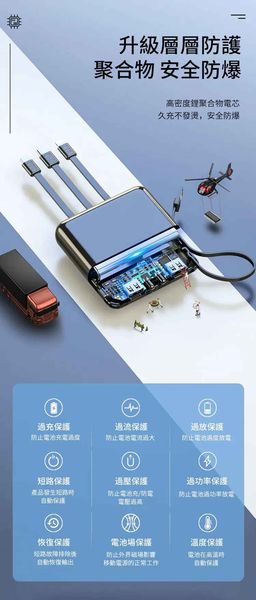 升級層層防護
聚合物 安全防爆
高密度鋰聚合物電芯
久充不發燙，安全防爆
過充保護
防止電池充電過度
過流保護
防止電池電流過大
過放保護
防止電池過度放電
短路保護
產品發生短路時
自動保護
過壓保護
防止電池充/防電
電壓過高
過功率保護
防止電池過功率放電
恢復保護
短路故障排除後
自動恢復輸出
電池場保護
防止外界磁場影響
移動電源的正常工作
溫度保護
電池在高溫時
自動保護